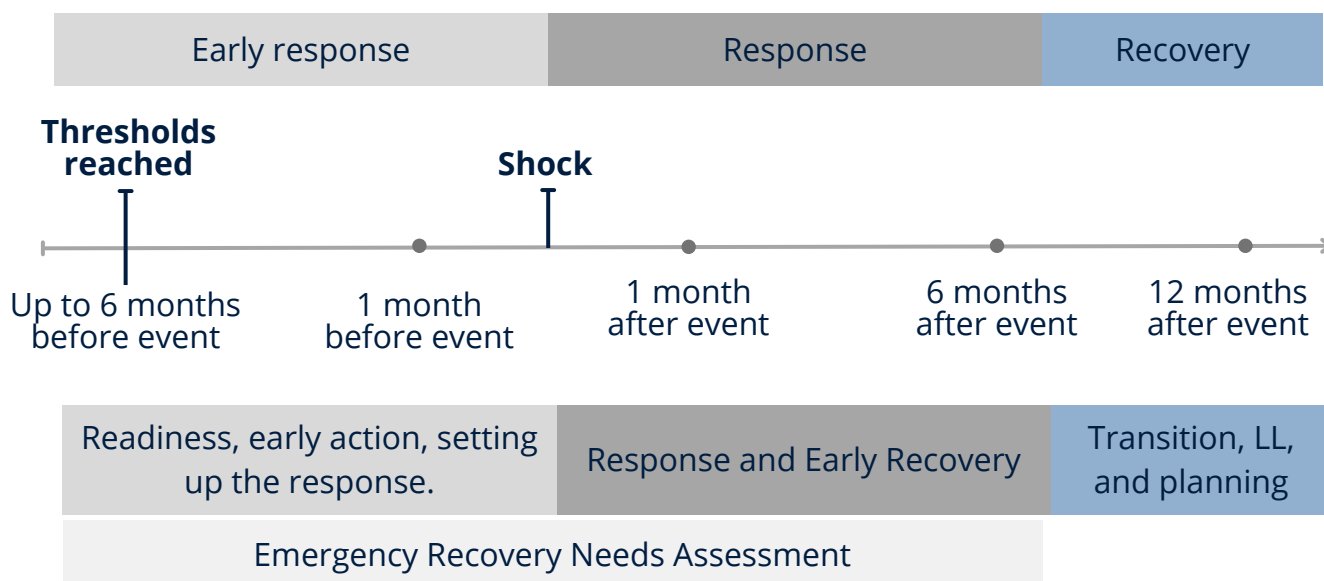 Early response
Response
Recovery
Thresholds
reached
Shock
Up to 6 months
before event
1 month
before event
1 month
after event
6 months
after event
12 months
after event
Readiness, early action, setting
up the response.
Response and Early Recovery
Transition, LL,
and planning
Emergency Recovery Needs Assessment